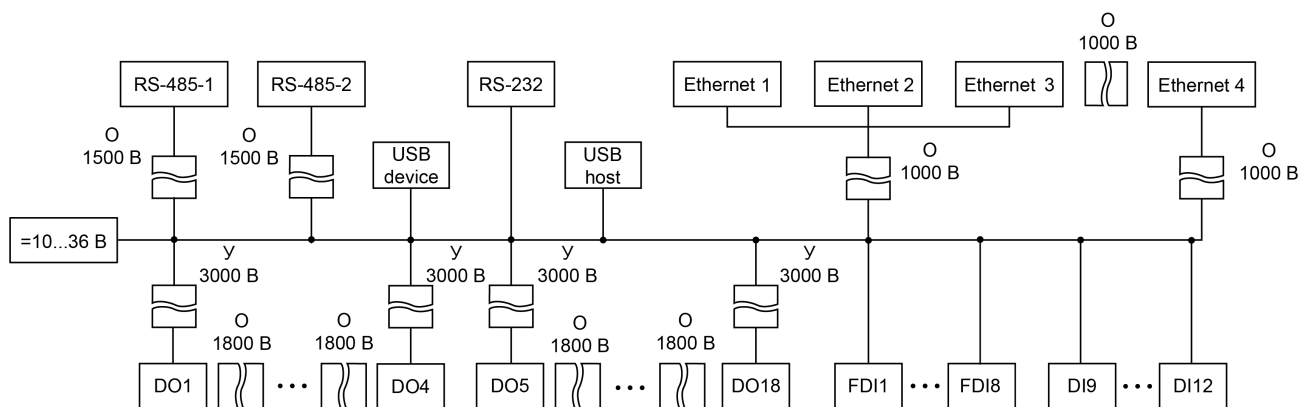 О
1000 В
RS-485-1
RS-485-2
RS-232
Ethernet 1
Ethernet 2
Ethernet 3
Ethernet 4
О
1500 В
О
1500 В
USB
device
USB
host
О
1000 В
О
1000 В
=10...36 В
У
3000 В
У
3000 В
У
3000 В
У
3000 В
О
1800 В
О
1800 В
О
1800 В
О
1800 В
DO1
...
DO4
DO5
...
DO18
FDI1
...
FDI8
DI9
...
DI12